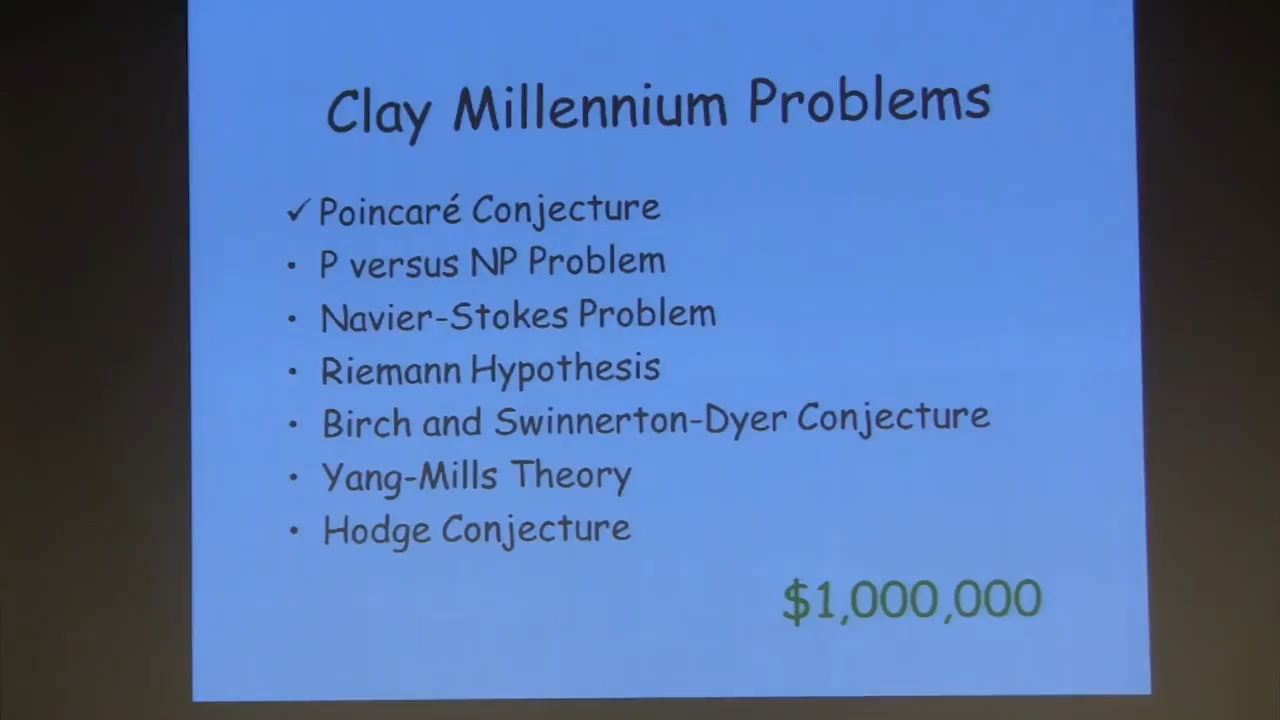 Clay Millennium Problems
✓ Poincaré Conjecture
• P versus NP Problem
• Navier-Stokes Problem
• Riemann Hypothesis
• Birch and Swinnerton-Dyer Conjecture
• Yang-Mills Theory
• Hodge Conjecture
$1,000,000